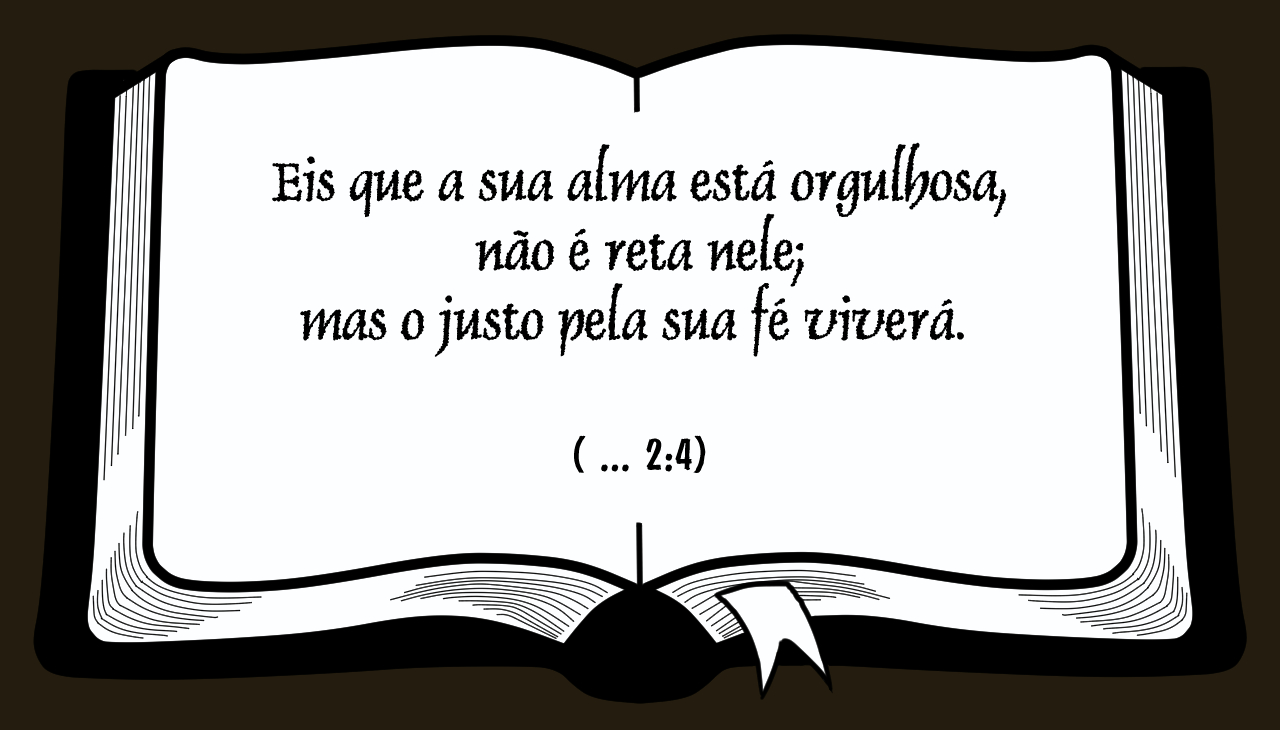 Eis que a sua alma está orgulhosa,
não é reta nele;
mas o justo pela sua fé viverá.
( ... 2:4)